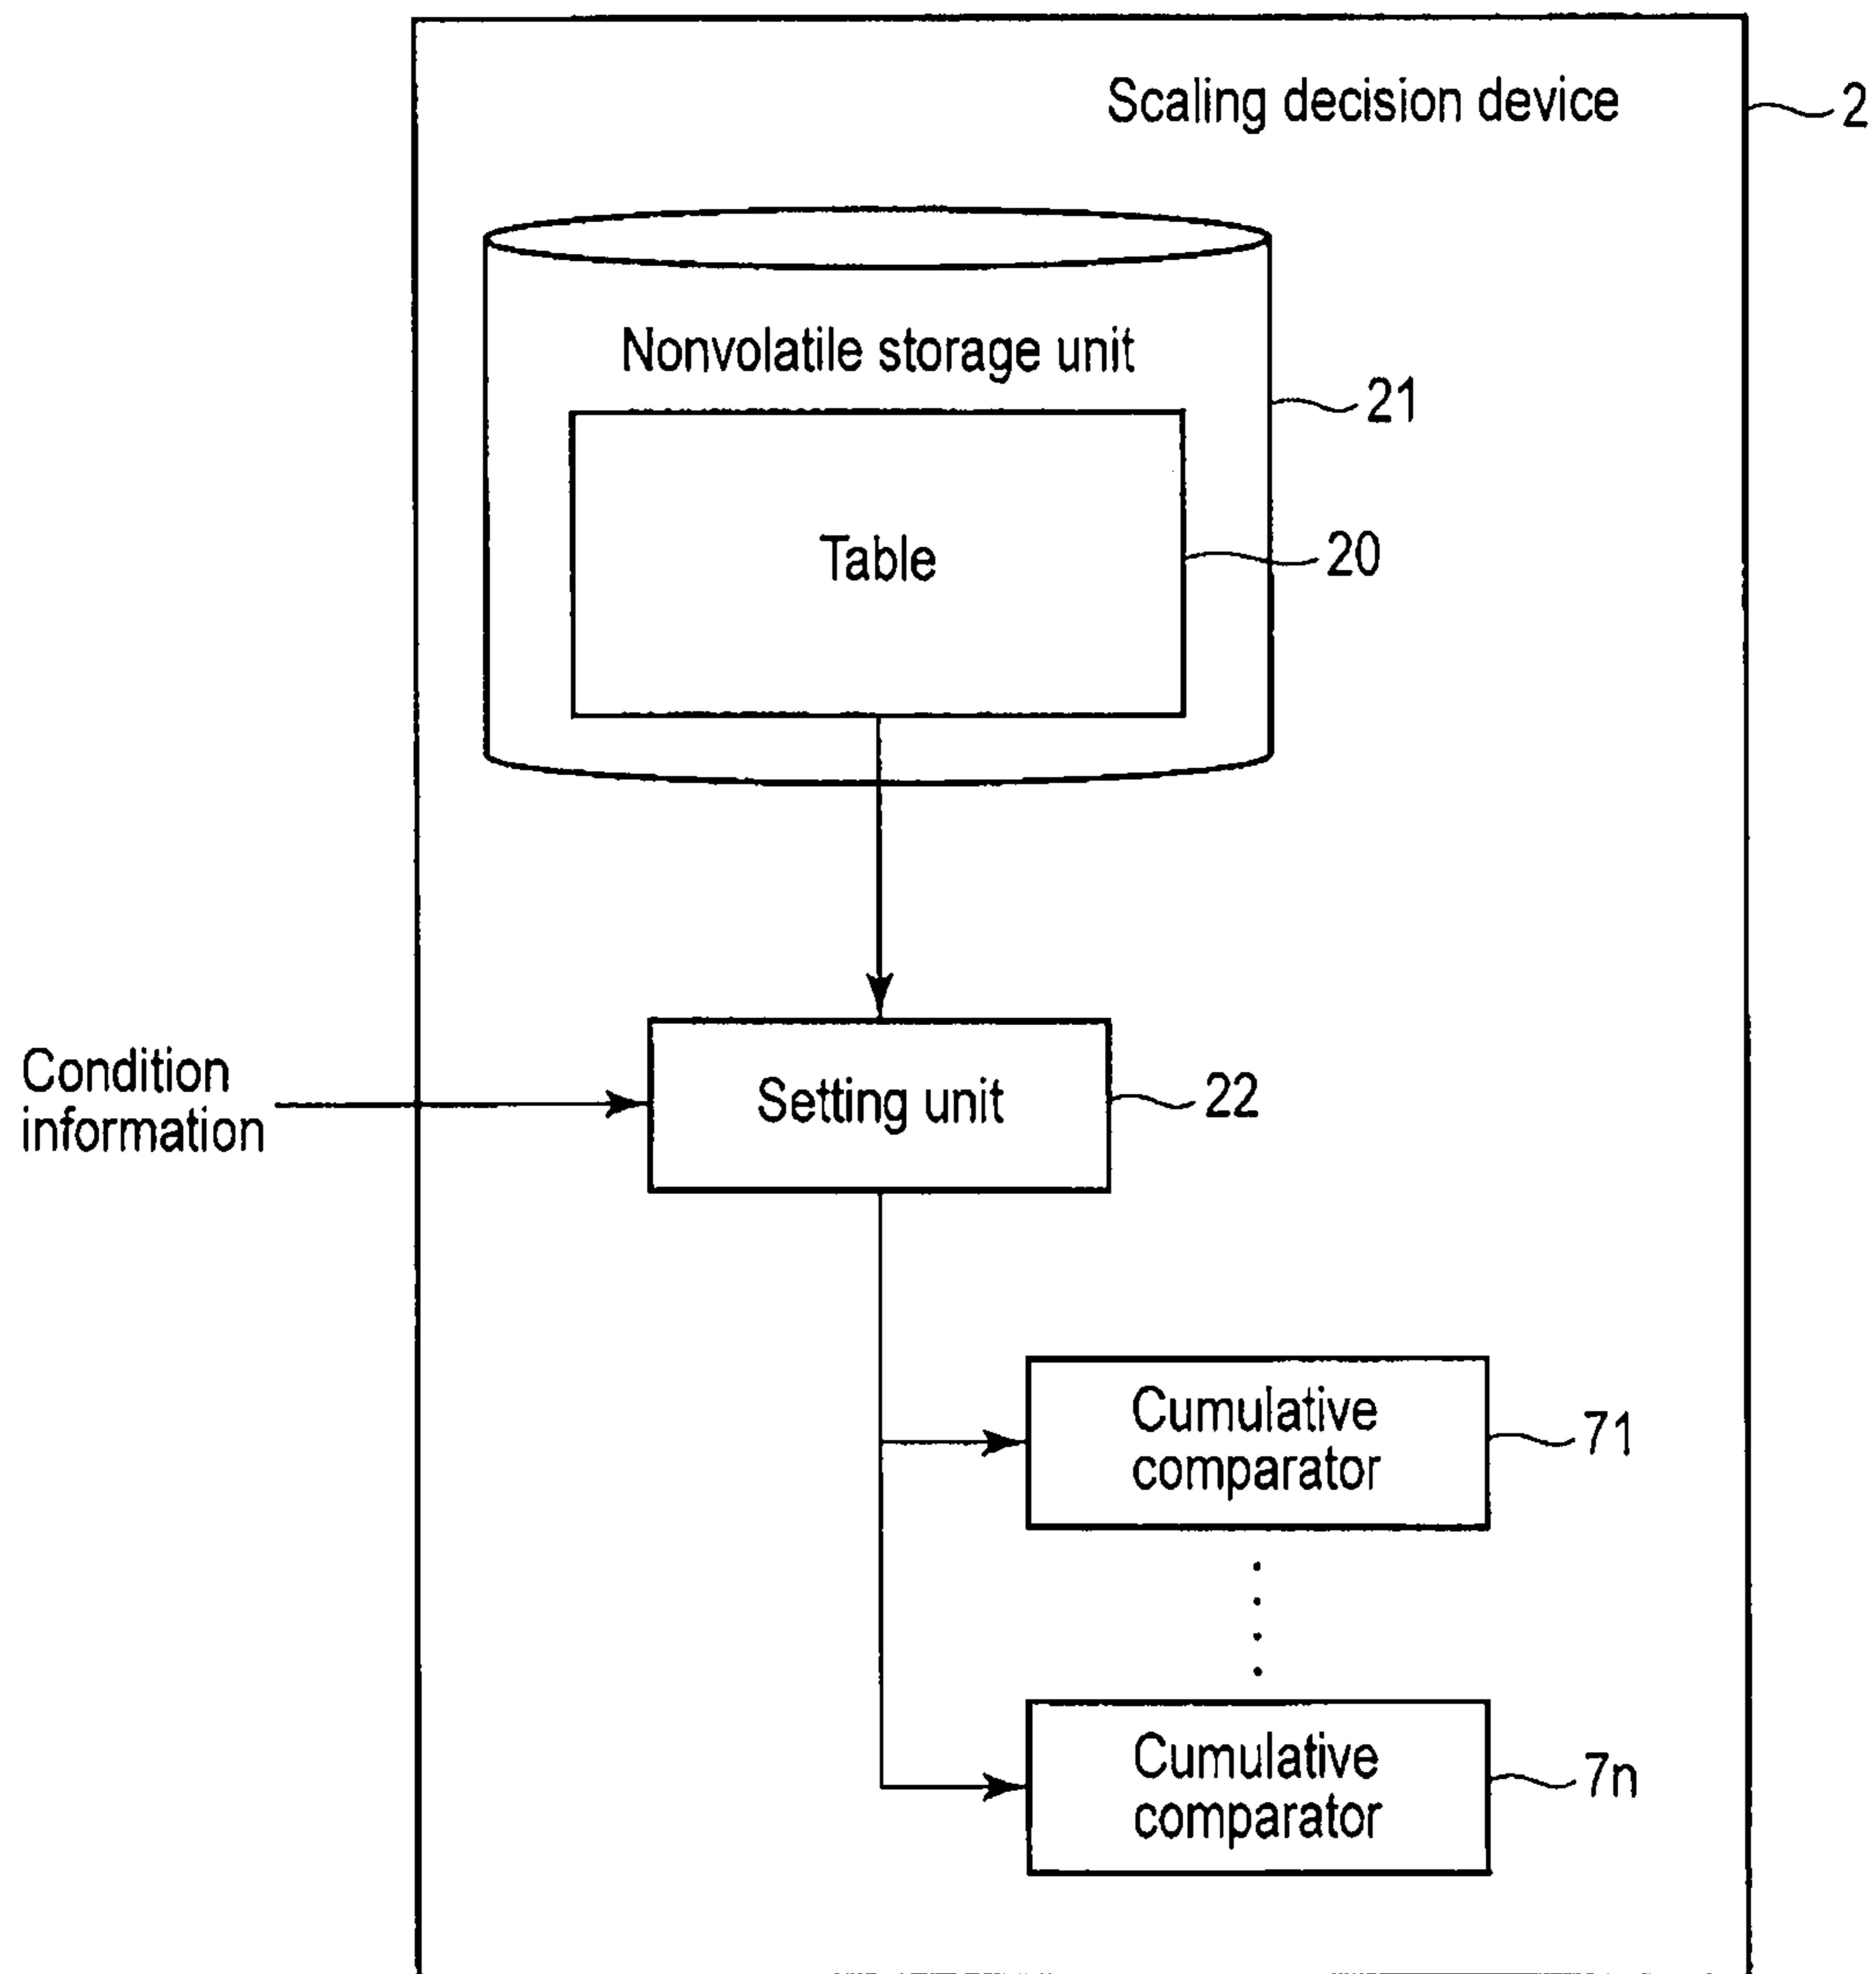 Scaling decision device
2
Nonvolatile storage unit
21
Table
20
Condition
information
Setting unit
22
Cumulative
comparator
71
Cumulative
comparator
7n